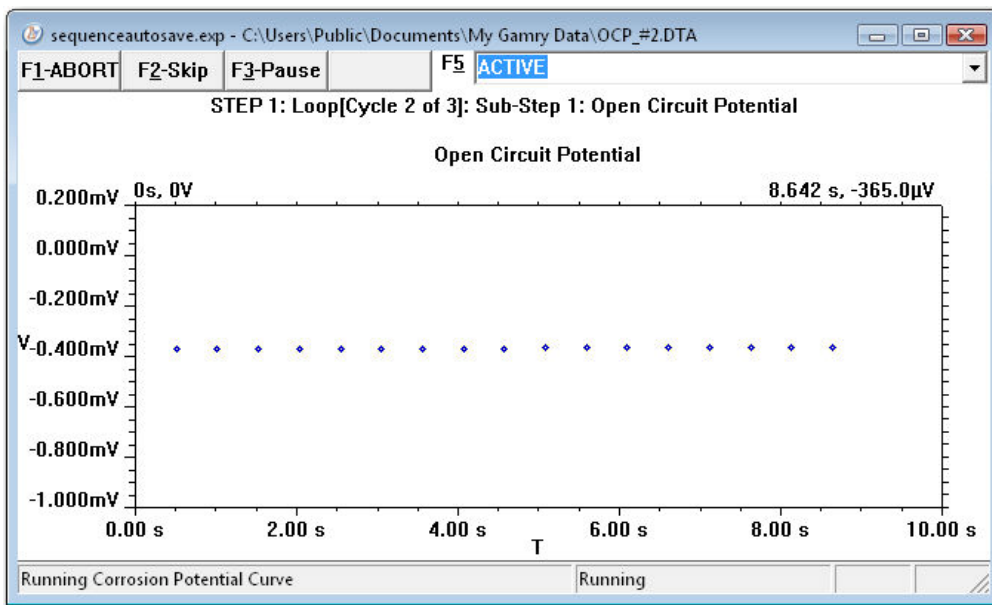 sequenceautosave.exp - C:\Users\Public\Documents\My Gamry Data\OCP_#2.DTA
F1-ABORT F2-Skip F3-Pause F5 ACTIVE
STEP 1: Loop[Cycle 2 of 3]: Sub-Step 1: Open Circuit Potential
Open Circuit Potential
0s, 0V 8.642 s, -365.0µV
0.200mV
0.000mV
-0.200mV
V
-0.400mV
-0.600mV
-0.800mV
-1.000mV
0.00 s 2.00 s 4.00 s 6.00 s 8.00 s 10.00 s
T
Running Corrosion Potential Curve Running